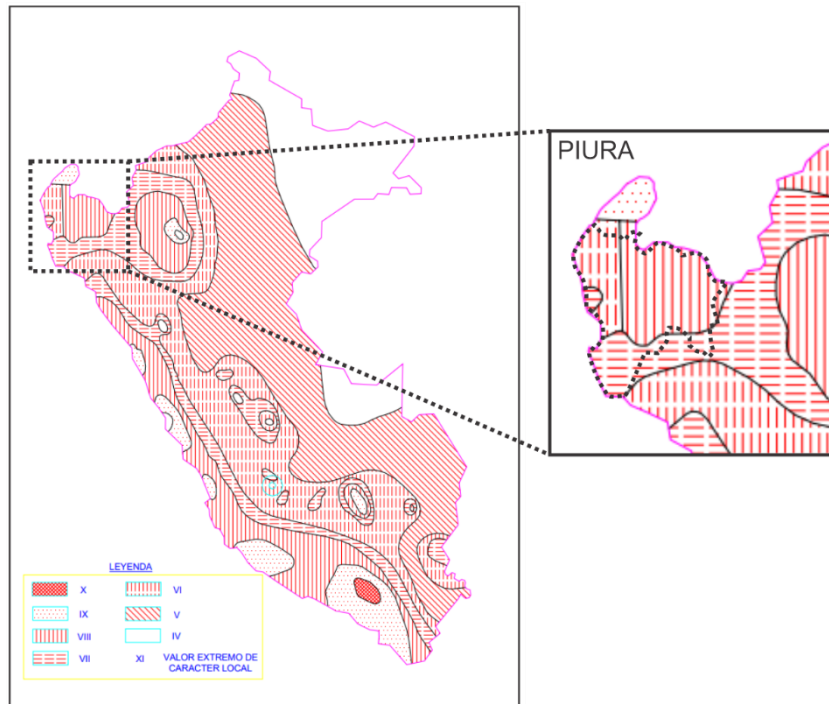 PIURA
LEYENDA
X
VI
IX
V
VIII
IV
VII
XI
VALOR EXTREMO DE
CARACTER LOCAL